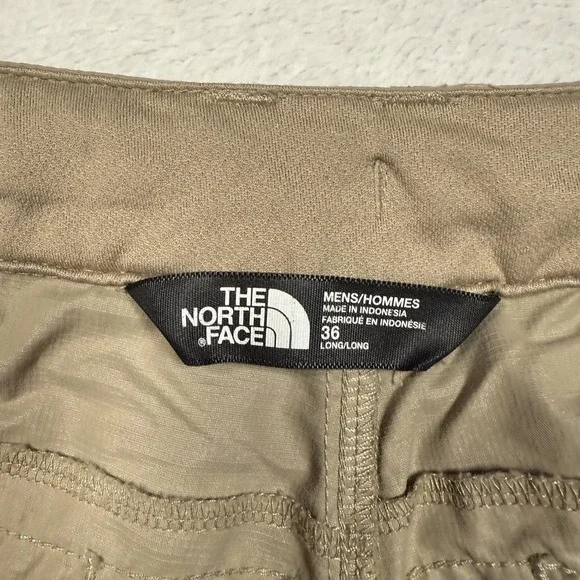 THE
NORTH
®FACE
MENS/HOMMES
MADE IN INDONESIA
FABRIQUÉ EN INDONÉSIE
36
LONG/LONG